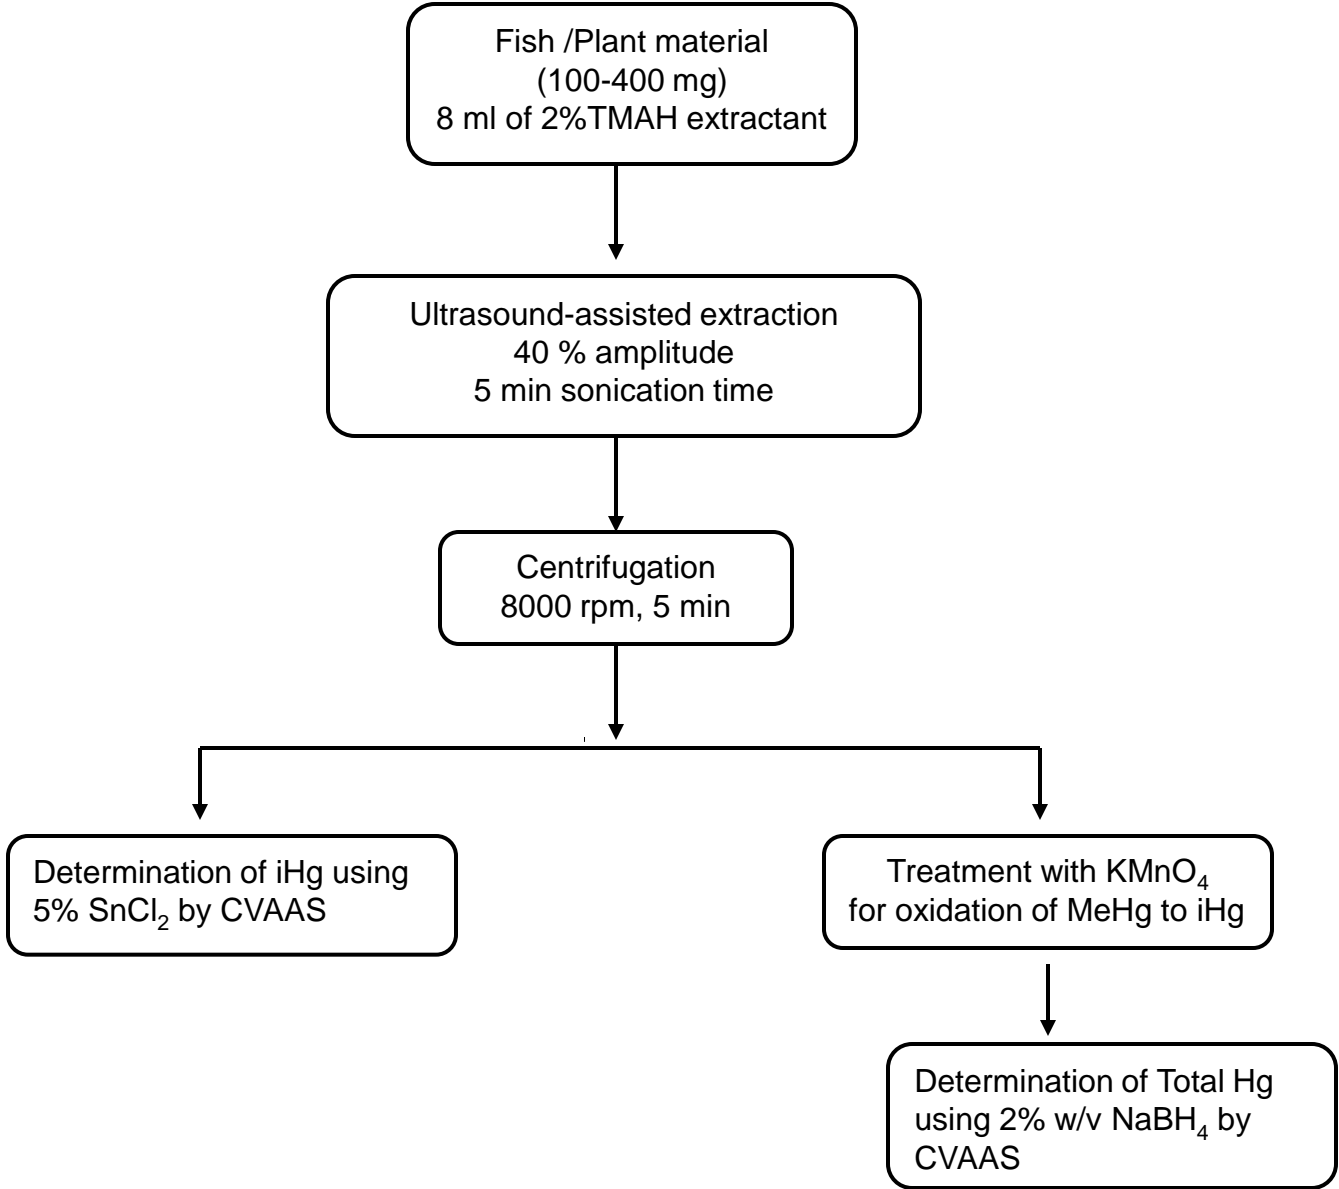 Fish /Plant material
(100-400 mg)
8 ml of 2%TMAH extractant
Ultrasound-assisted extraction
40 % amplitude
5 min sonication time
Centrifugation
8000 rpm, 5 min
Determination of iHg using
5% SnCl₂ by CVAAS
Treatment with KMnO₄
for oxidation of MeHg to iHg
Determination of Total Hg
using 2% w/v NaBH₄ by
CVAAS